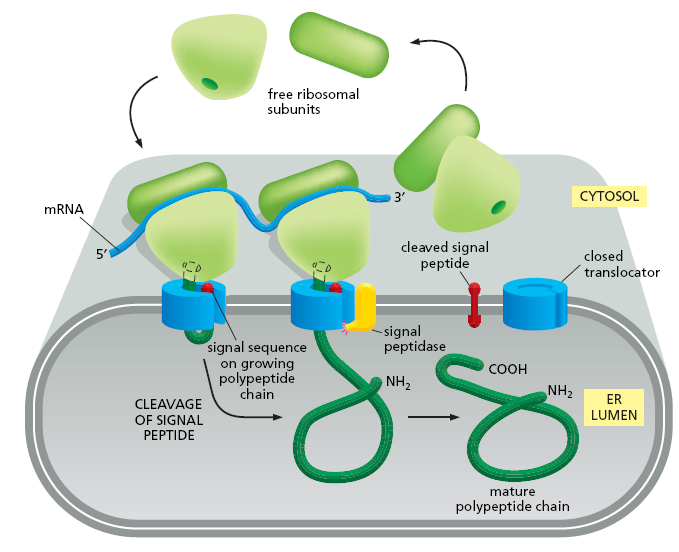 free ribosomal
subunits
mRNA
3′
CYTOSOL
5′
cleaved signal
peptide
closed
translocator
signal sequence
on growing
polypeptide
chain
signal
peptidase
CLEAVAGE
OF SIGNAL
PEPTIDE
NH2
COOH
NH2
ER
LUMEN
mature
polypeptide chain